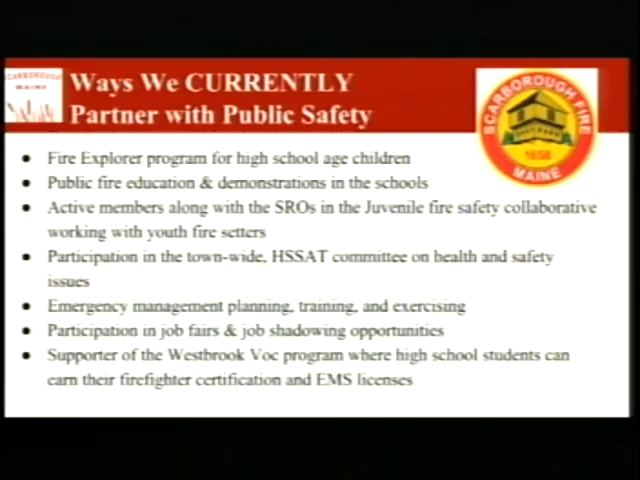 SCARBOROUGH
MAINE
Ways We CURRENTLY
Partner with Public Safety
SCARBOROUGH FIRE
1658
MAINE
● Fire Explorer program for high school age children
● Public fire education & demonstrations in the schools
● Active members along with the SROs in the Juvenile fire safety collaborative
working with youth fire setters
● Participation in the town-wide, HSSAT committee on health and safety
issues
● Emergency management planning, training, and exercising
● Participation in job fairs & job shadowing opportunities
● Supporter of the Westbrook Voc program where high school students can
earn their firefighter certification and EMS licenses